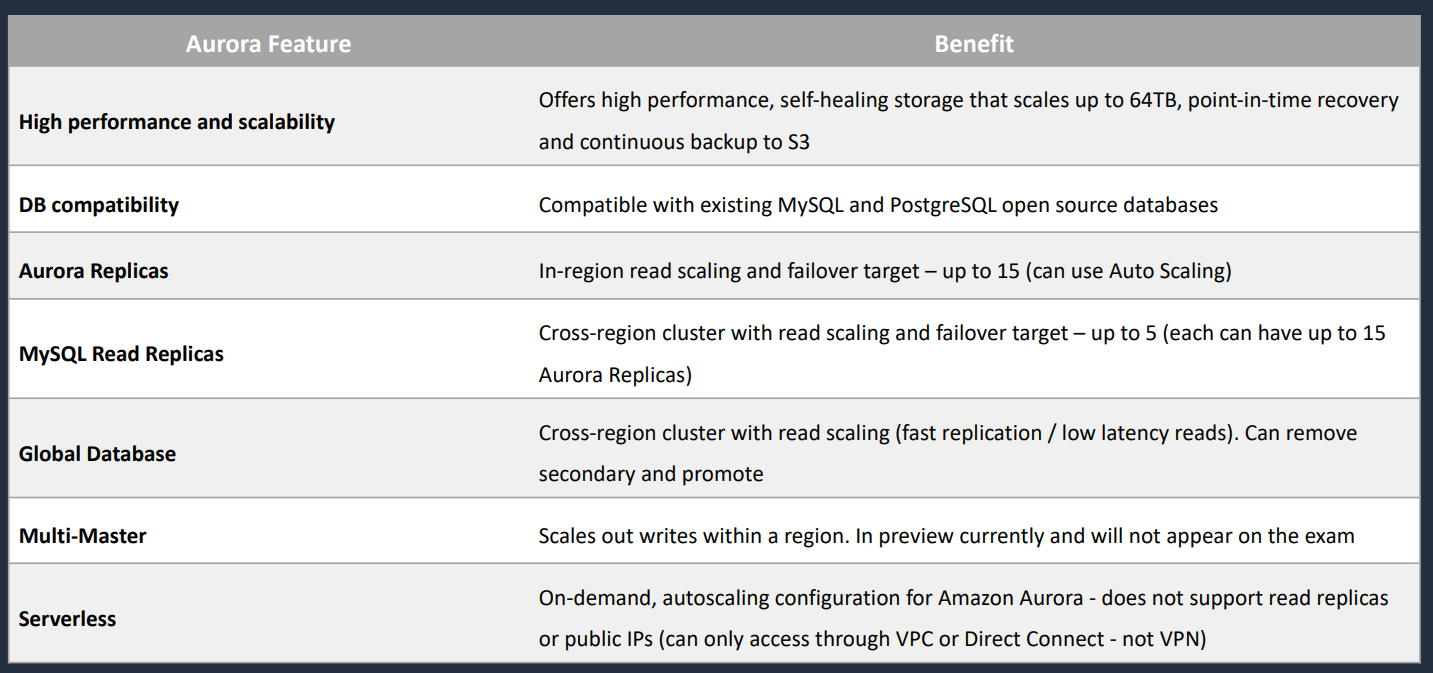 Aurora Feature
Benefit
High performance and scalability
Offers high performance, self-healing storage that scales up to 64TB, point-in-time recovery
and continuous backup to S3
DB compatibility
Compatible with existing MySQL and PostgreSQL open source databases
Aurora Replicas
In-region read scaling and failover target – up to 15 (can use Auto Scaling)
MySQL Read Replicas
Cross-region cluster with read scaling and failover target – up to 5 (each can have up to 15
Aurora Replicas)
Global Database
Cross-region cluster with read scaling (fast replication / low latency reads). Can remove
secondary and promote
Multi-Master
Scales out writes within a region. In preview currently and will not appear on the exam
Serverless
On-demand, autoscaling configuration for Amazon Aurora - does not support read replicas
or public IPs (can only access through VPC or Direct Connect - not VPN)